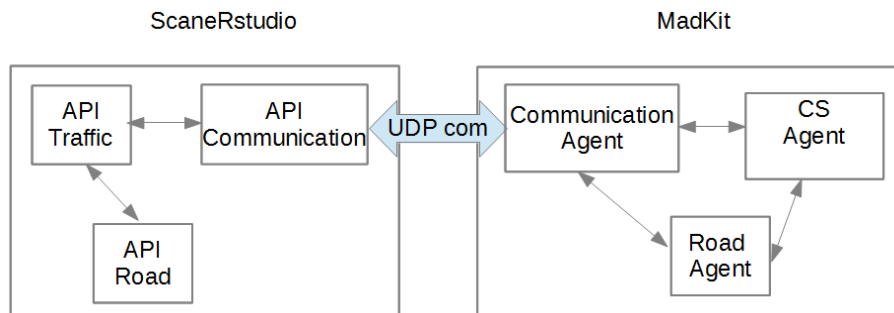 ScaneRstudio
MadKit
API
Traffic
API
Communication
UDP com
Communication
Agent
CS
Agent
API
Road
Road
Agent